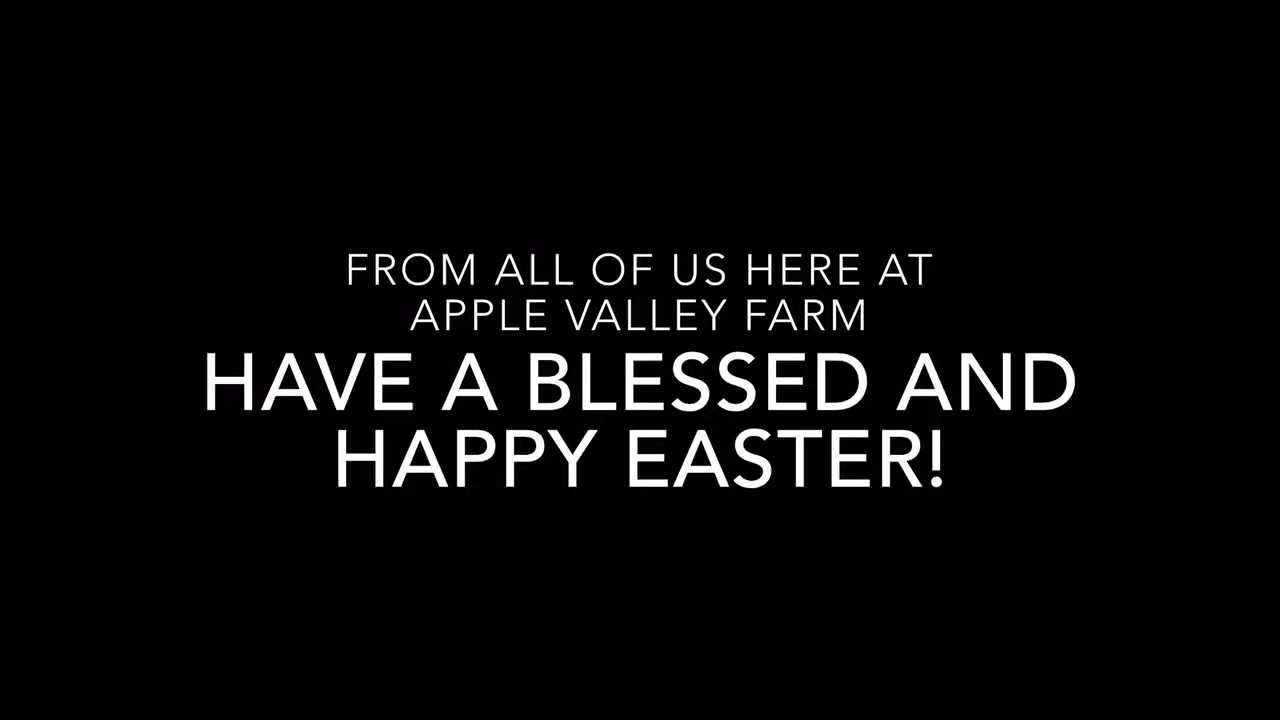 FROM ALL OF US HERE AT
APPLE VALLEY FARM
HAVE A BLESSED AND
HAPPY EASTER!